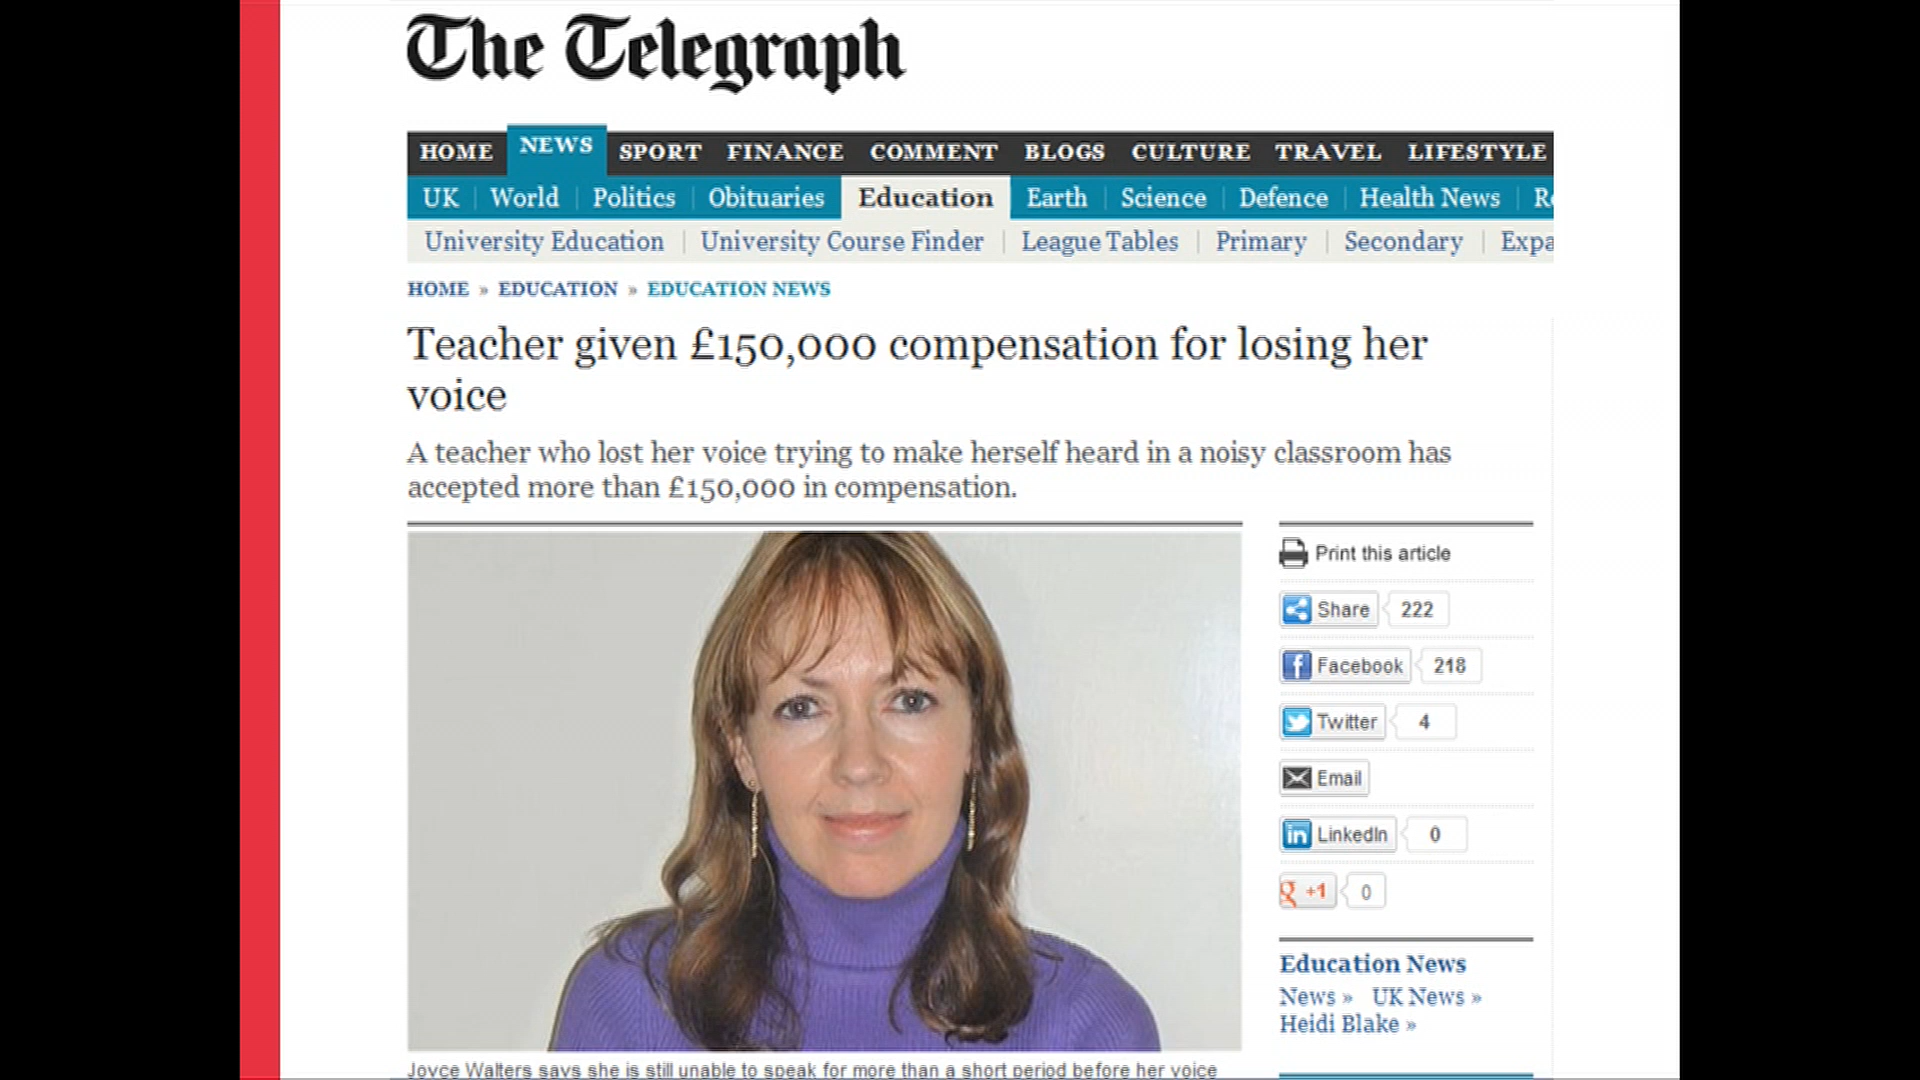 The Telegraph
HOME NEWS SPORT FINANCE COMMENT BLOGS CULTURE TRAVEL LIFESTYLE
UK World Politics Obituaries Education Earth Science Defence Health News
University Education University Course Finder League Tables Primary Secondary Expa
HOME » EDUCATION » EDUCATION NEWS
Teacher given £150,000 compensation for losing her
voice
A teacher who lost her voice trying to make herself heard in a noisy classroom has
accepted more than £150,000 in compensation.
Print this article
Share 222
Facebook 218
Twitter 4
Email
LinkedIn 0
g +1 0
Education News
News » UK News »
Heidi Blake »
Joyce Walters says she is still unable to speak for more than a short period before her voice